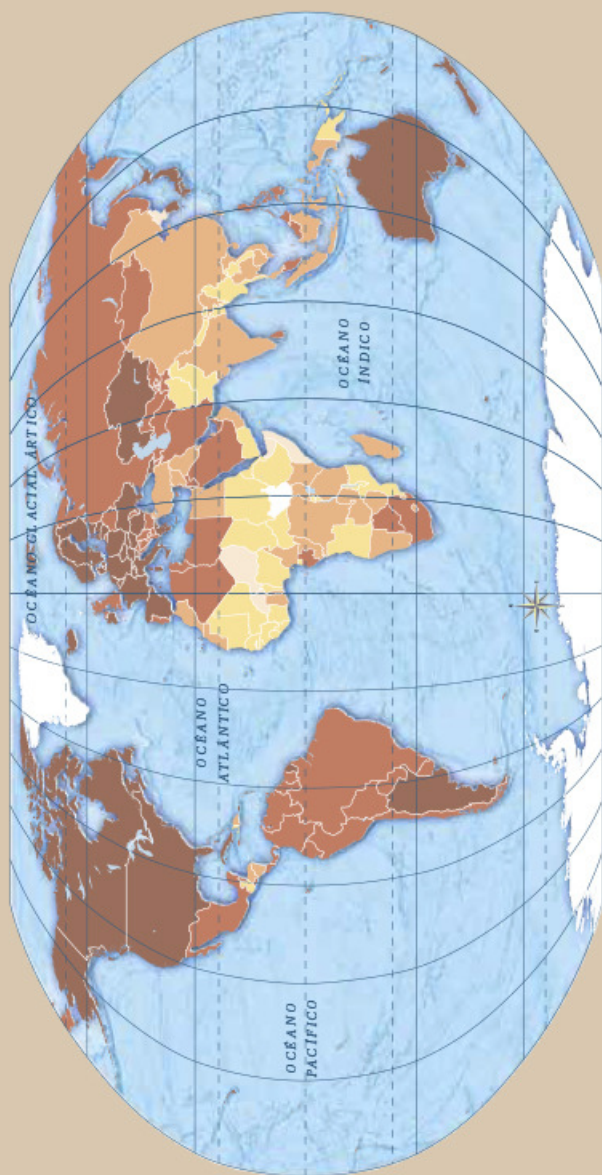 OCÉANO GLACIAL ÁRTICO
OCÉANO
PACÍFICO
OCÉANO
ATLÁNTICO
OCÉANO
ÍNDICO